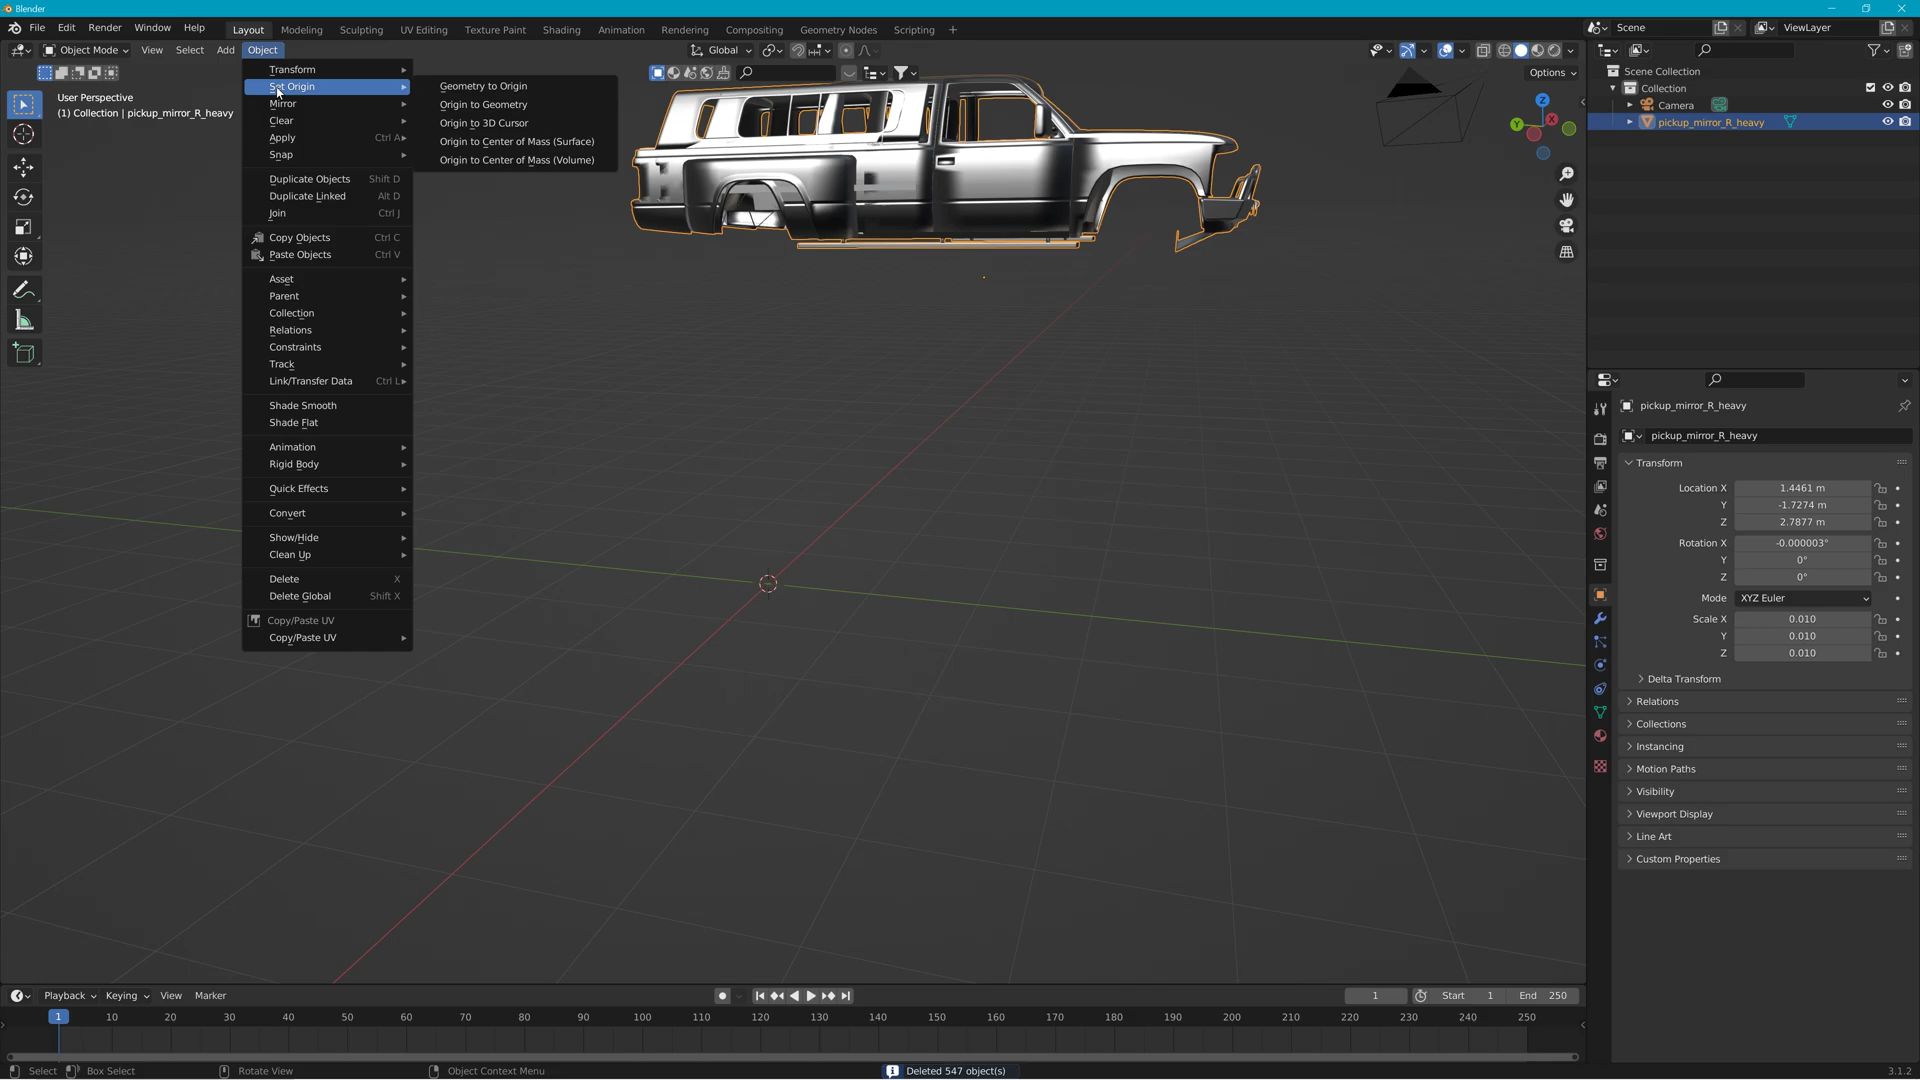 Blender
File Edit Render Window Help Layout Modeling Sculpting UV Editing Texture Paint Shading Animation Rendering Compositing Geometry Nodes Scripting Scene ViewLayer
Object Mode View Select Add Object Global
Options
User Perspective
(1) Collection | pickup_mirror_R_heavy
Transform
Set Origin
Mirror
Clear
Apply Ctrl A
Snap
Duplicate Objects Shift D
Duplicate Linked Alt D
Join Ctrl J
Copy Objects Ctrl C
Paste Objects Ctrl V
Asset
Parent
Collection
Relations
Constraints
Track
Link/Transfer Data Ctrl L
Shade Smooth
Shade Flat
Animation
Rigid Body
Quick Effects
Convert
Show/Hide
Clean Up
Delete X
Delete Global Shift X
Copy/Paste UV
Copy/Paste UV
Geometry to Origin
Origin to Geometry
Origin to 3D Cursor
Origin to Center of Mass (Surface)
Origin to Center of Mass (Volume)
Z
Y
X
Scene Collection
Collection
Camera
pickup_mirror_R_heavy
pickup_mirror_R_heavy
pickup_mirror_R_heavy
Transform
Location X 1.4461 m
Y -1.7274 m
Z 2.7877 m
Rotation X -0.000003°
Y 0°
Z 0°
Mode XYZ Euler
Scale X 0.010
Y 0.010
Z 0.010
Delta Transform
Relations
Collections
Instancing
Motion Paths
Visibility
Viewport Display
Line Art
Custom Properties
Playback Keying View Marker 1 Start 1 End 250
1 10 20 30 40 50 60 70 80 90 100 110 120 130 140 150 160 170 180 190 200 210 220 230 240 250
Select Box Select Rotate View Object Context Menu Deleted 547 object(s) 3.1.2